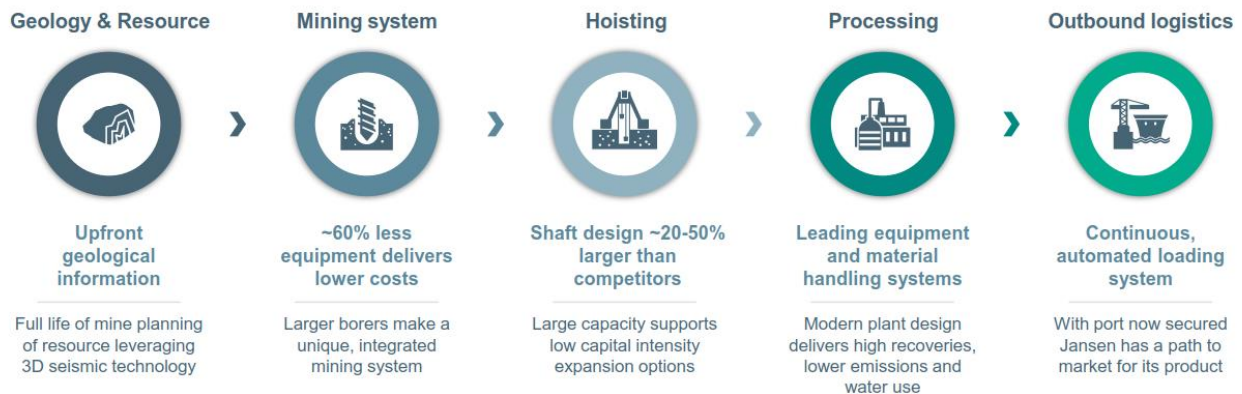 Geology & Resource
Mining system
Hoisting
Processing
Outbound logistics
Upfront
geological
information
~60% less
equipment delivers
lower costs
Shaft design ~20-50%
larger than
competitors
Leading equipment
and material
handling systems
Continuous,
automated loading
system
Full life of mine planning
of resource leveraging
3D seismic technology
Larger borers make a
unique, integrated
mining system
Large capacity supports
low capital intensity
expansion options
Modern plant design
delivers high recoveries,
lower emissions and
water use
With port now secured
Jansen has a path to
market for its product